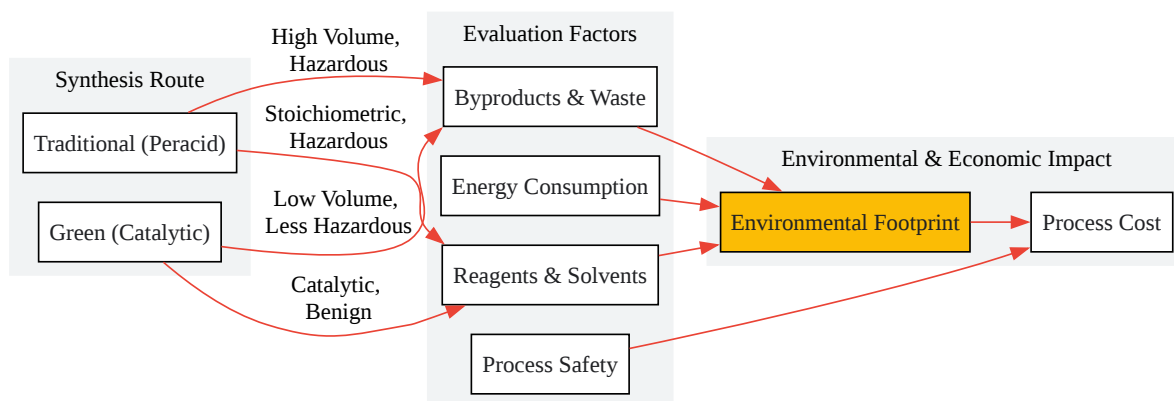 Synthesis Route
Traditional (Peracid)
Green (Catalytic)
High Volume,
Hazardous
Stoichiometric,
Hazardous
Low Volume,
Less Hazardous
Catalytic,
Benign
Evaluation Factors
Byproducts & Waste
Energy Consumption
Reagents & Solvents
Process Safety
Environmental & Economic Impact
Environmental Footprint
Process Cost